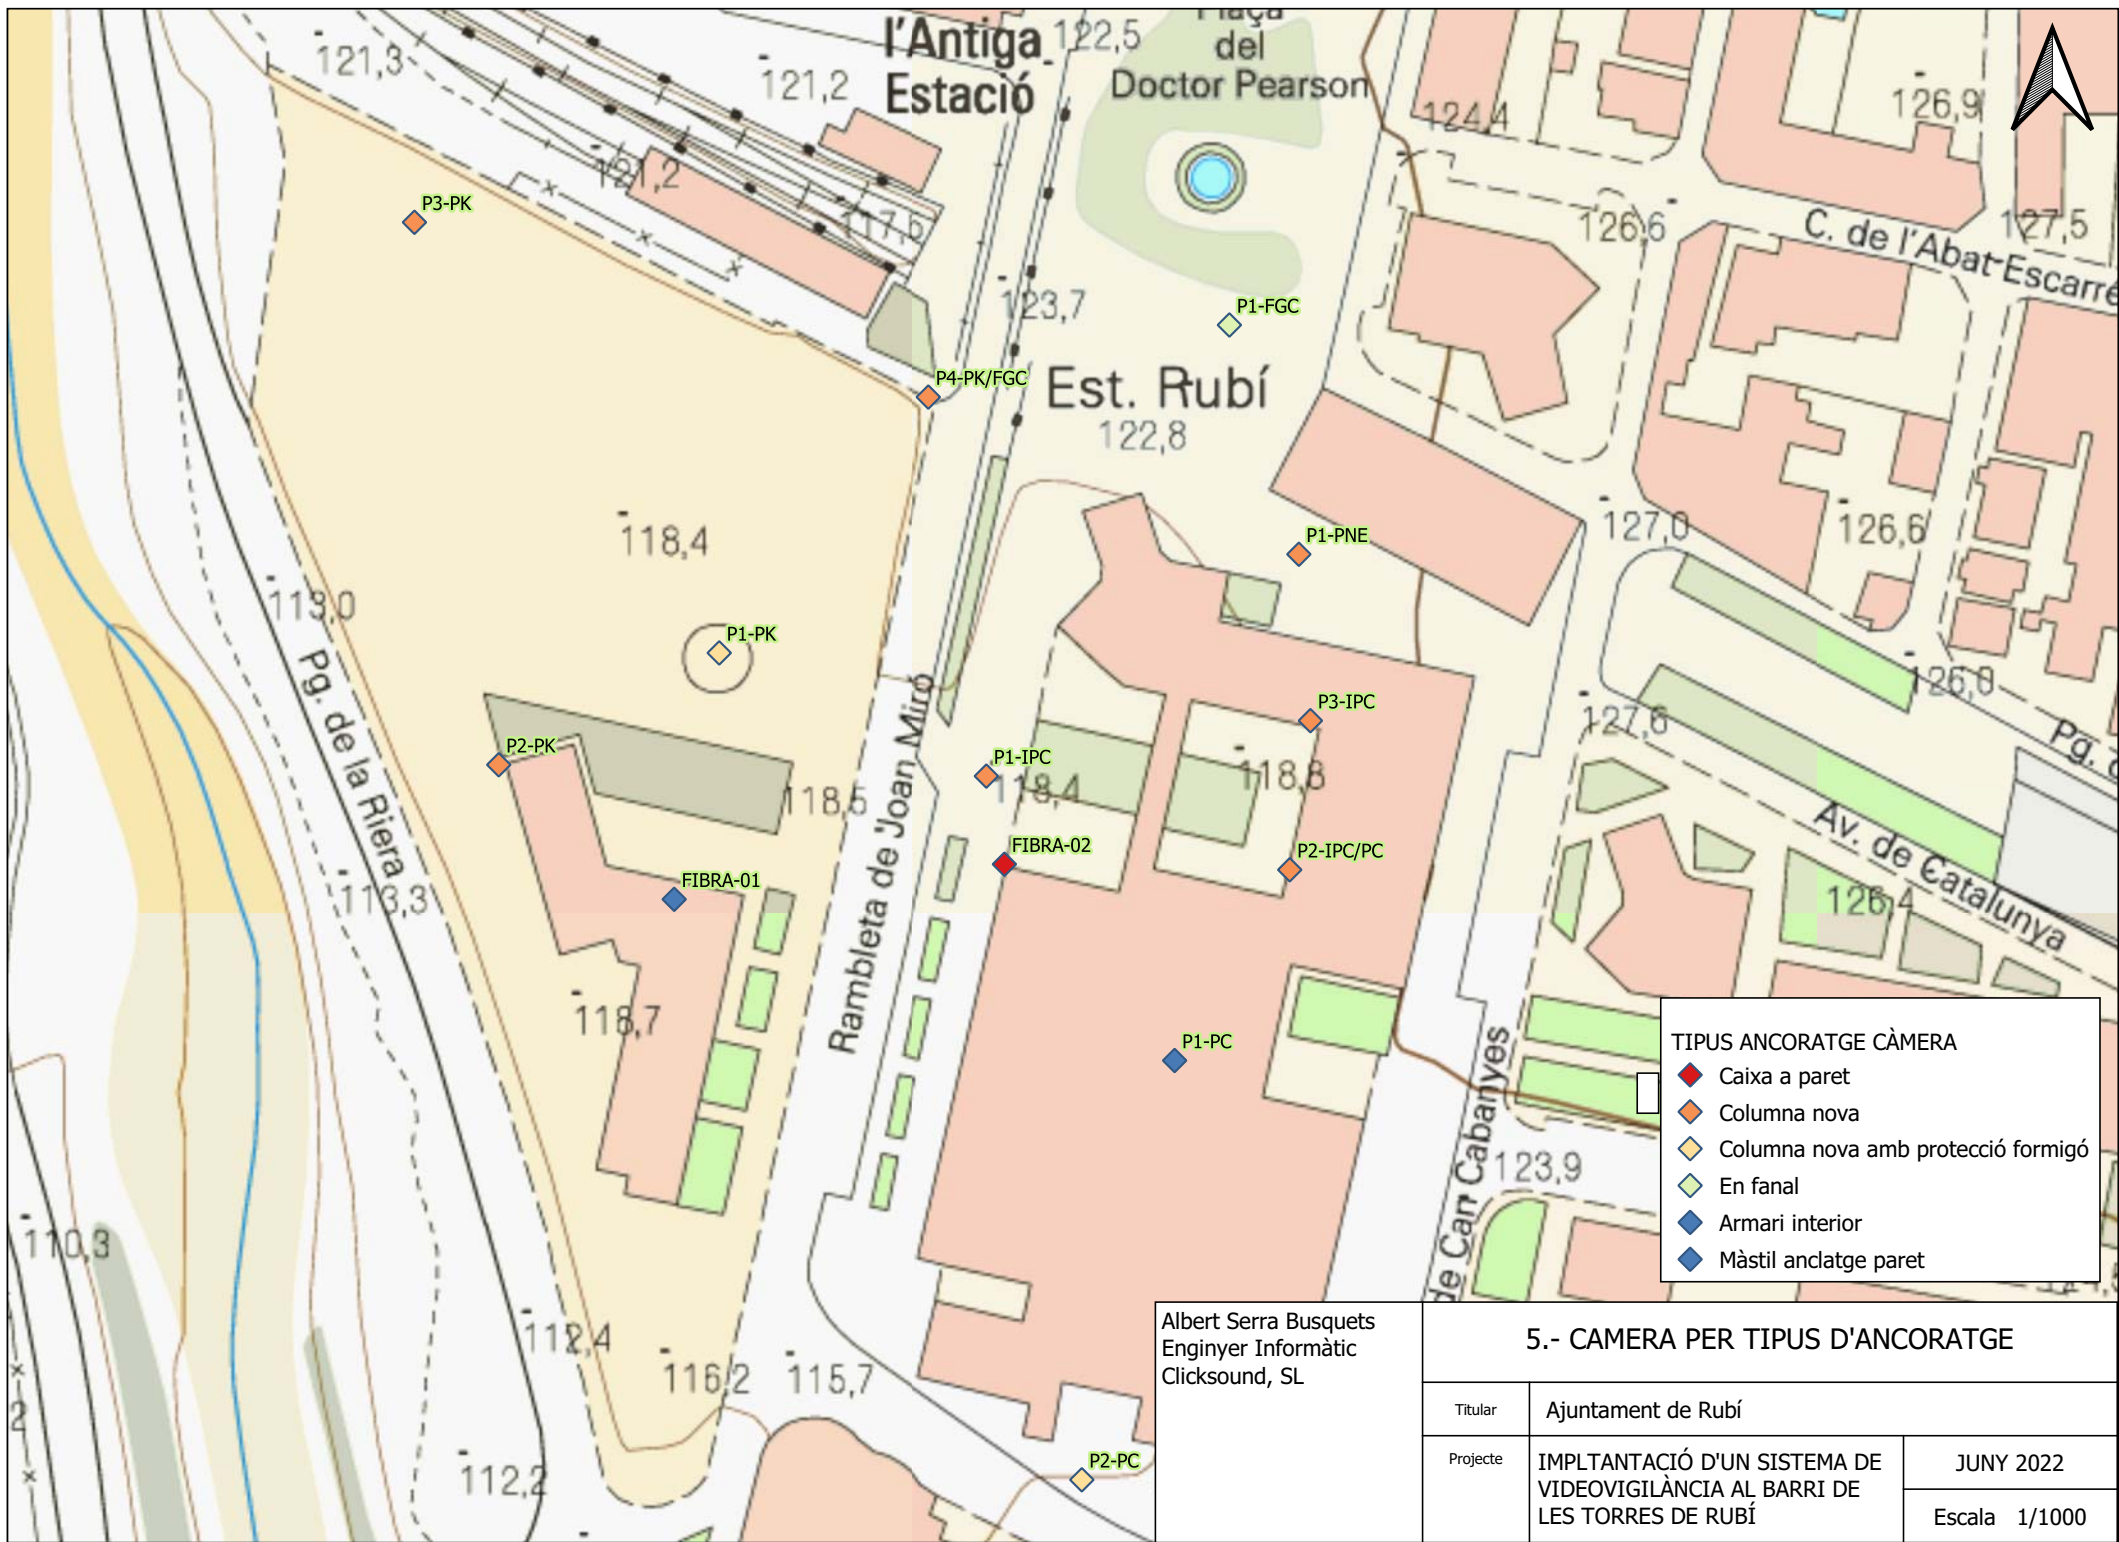 l'Antiga
Estació
122,5
Plaça
del
Doctor Pearson
121,3
121,2
124,4
126,9
121,2
117,5
126,6
C. de l'Abat Escarré
127,5
P3-PK
123,7
P1-FGC
P4-PK/FGC
Est. Rubí
122,8
118,4
P1-PNE
127,0
126,6
113,0
P1-PK
Pg. de la Riera
126,0
P3-IPC
127,6
Pg. d
P2-PK
P1-IPC
118,4
118,8
118,5
Rambleta de Joan Miró
Av. de Catalunya
FIBRA-02
P2-IPC/PC
FIBRA-01
113,3
126,4
118,7
P1-PC
de Can Cabanyes
123,9
110,3
112,4
116,2
115,7
112,2
2
P2-PC
TIPUS ANCORATGE CÀMERA
Caixa a paret
Columna nova
Columna nova amb protecció formigó
En fanal
Armari interior
Màstil anclatge paret
Albert Serra Busquets
Enginyer Informàtic
Clicksound, SL
5.- CAMERA PER TIPUS D'ANCORATGE
Titular
Ajuntament de Rubí
Projecte
IMPLTANTACIÓ D'UN SISTEMA DE
VIDEOVIGILÀNCIA AL BARRI DE
LES TORRES DE RUBÍ
JUNY 2022
Escala 1/1000